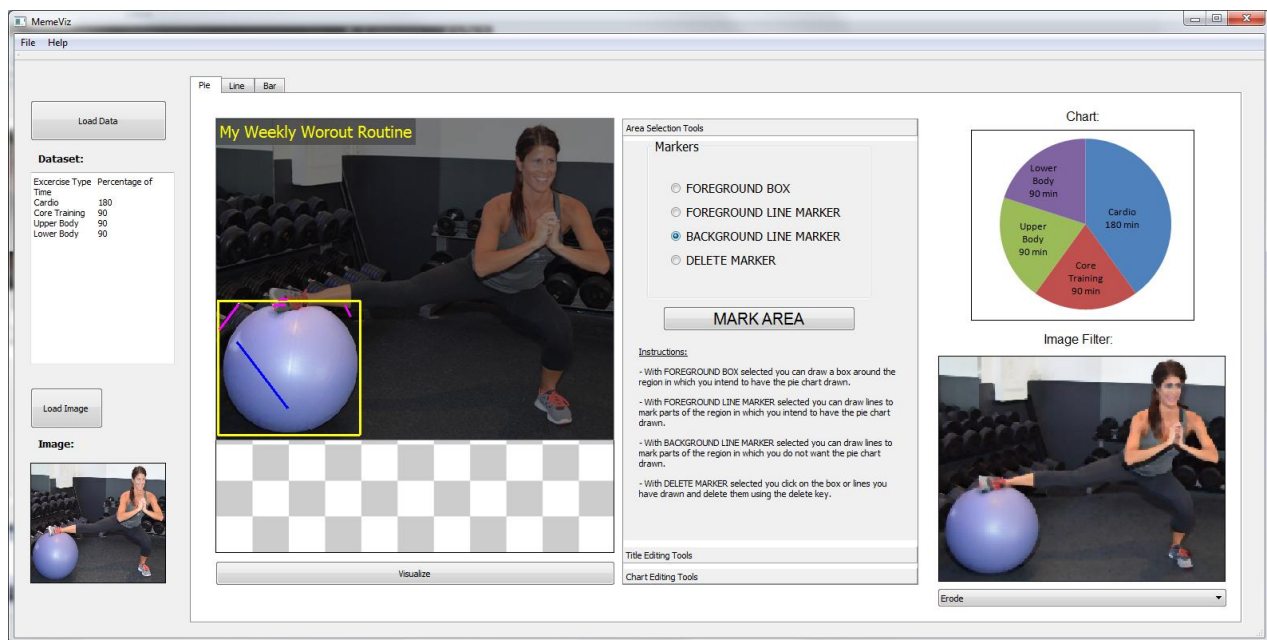 MemeViz
File Help
Load Data
Dataset:
Excercise Type Percentage of
Time
Cardio 180
Core Training 90
Upper Body 90
Lower Body 90
Load Image
Image:
Pie Line Bar
My Weekly Worout Routine
Visualize
Area Selection Tools
Markers
FOREGROUND BOX
FOREGROUND LINE MARKER
BACKGROUND LINE MARKER
DELETE MARKER
MARK AREA
Instructions:
- With FOREGROUND BOX selected you can draw a box around the
region in which you intend to have the pie chart drawn.
- With FOREGROUND LINE MARKER selected you can draw lines to
mark parts of the region in which you intend to have the pie chart
drawn.
- With BACKGROUND LINE MARKER selected you can draw lines to
mark parts of the region in which you do not want the pie chart
drawn.
- With DELETE MARKER selected you click on the box or lines you
have drawn and delete them using the delete key.
Title Editing Tools
Chart Editing Tools
Chart:
Lower
Body
90 min
Cardio
180 min
Upper
Body
90 min
Core
Training
90 min
Image Filter:
Erode